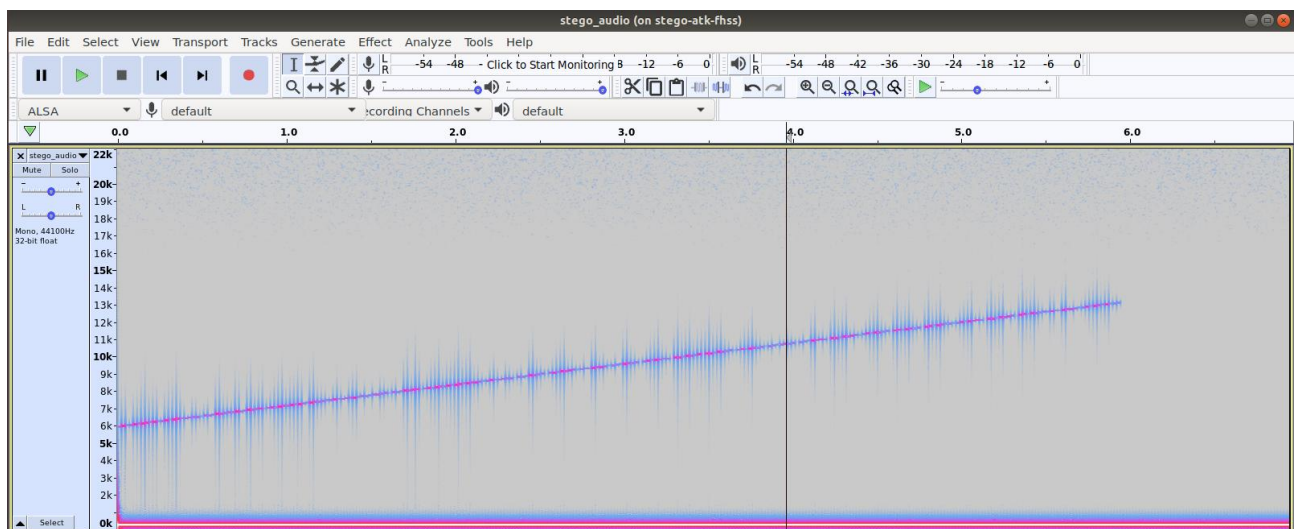 stego_audio (on stego-atk-fhss)
File Edit Select View Transport Tracks Generate Effect Analyze Tools Help
L R -54 -48 - Click to Start Monitoring 8 -12 -6 0 L R -54 -48 -42 -36 -30 -24 -18 -12 -6 0
- + - +
ALSA default ecording Channels default
0.0 1.0 2.0 3.0 4.0 5.0 6.0
stego_audio 22k
Mute Solo
- + 20k
19k
L R 18k
Mono, 44100Hz 17k
32-bit float
16k
15k
14k
13k
12k
11k
10k
9k
8k
7k
6k
5k
4k
3k
2k
Select 0k